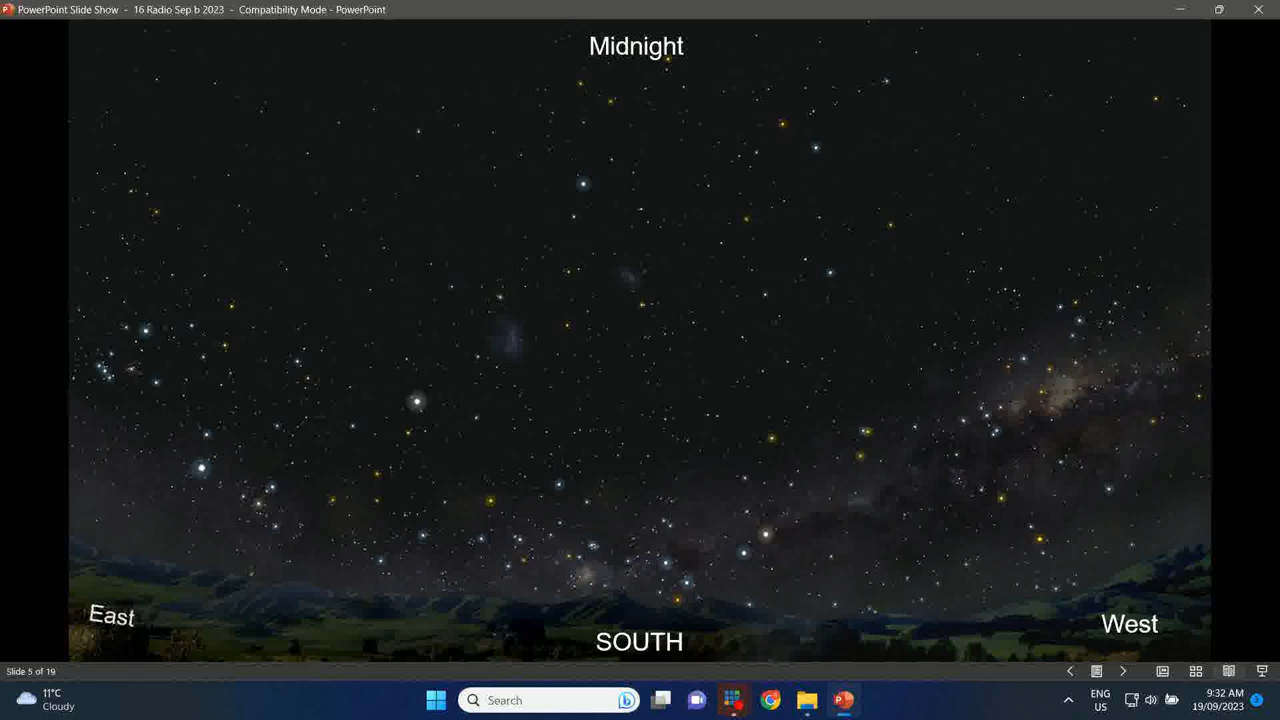 PowerPoint Slide Show - 16 Radio Sep b 2023 - Compatibility Mode - PowerPoint
Midnight
East
SOUTH
West
Slide 5 of 19
11°C
Cloudy
Search
ENG
US
9:32 AM
19/09/2023
3